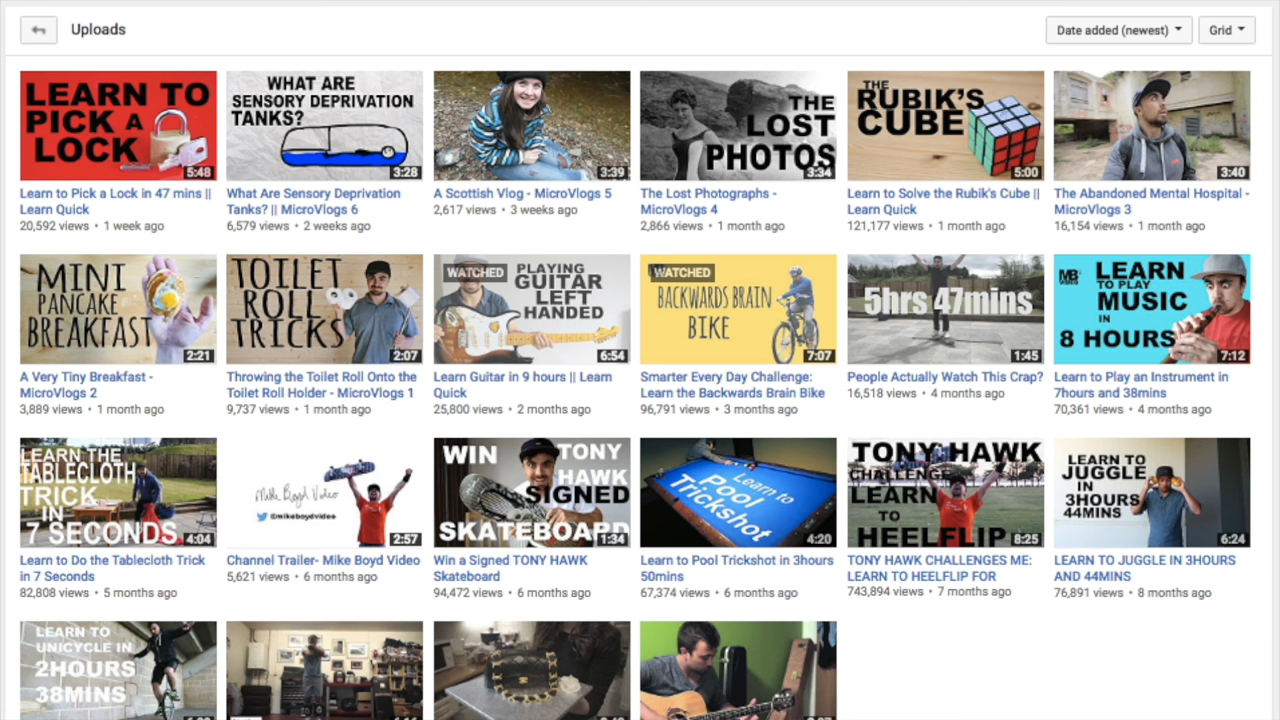 Uploads
Date added (newest)
Grid
LEARN TO
PICK A
LOCK
5:48
WHAT ARE
SENSORY DEPRIVATION
TANKS?
3:28
3:39
THE
LOST
PHOTOS
3:34
THE
RUBIK'S
CUBE
5:00
3:40
Learn to Pick a Lock in 47 mins ||
Learn Quick
20,592 views • 1 week ago
What Are Sensory Deprivation
Tanks? || MicroVlogs 6
6,579 views • 2 weeks ago
A Scottish Vlog - MicroVlogs 5
2,617 views • 3 weeks ago
The Lost Photographs -
MicroVlogs 4
2,866 views • 1 month ago
Learn to Solve the Rubik's Cube ||
Learn Quick
121,177 views • 1 month ago
The Abandoned Mental Hospital -
MicroVlogs 3
16,154 views • 1 month ago
MINI
PANCAKE
BREAKFAST
2:21
TOILET
ROLL
TRICKS
2:07
WATCHED
PLAYING
GUITAR
LEFT
HANDED
6:54
WATCHED
BACKWARDS BRAIN
BIKE
7:07
5hrs 47mins
1:45
MB
LEARN
TO PLAY
MUSIC
IN
8 HOURS
7:12
A Very Tiny Breakfast -
MicroVlogs 2
3,889 views • 1 month ago
Throwing the Toilet Roll Onto the
Toilet Roll Holder - MicroVlogs 1
9,737 views • 1 month ago
Learn Guitar in 9 hours || Learn
Quick
25,800 views • 2 months ago
Smarter Every Day Challenge:
Learn the Backwards Brain Bike
96,791 views • 3 months ago
People Actually Watch This Crap?
16,518 views • 4 months ago
Learn to Play an Instrument in
7hours and 38mins
70,361 views • 4 months ago
LEARN THE
TABLECLOTH
TRICK
IN
7 SECONDS
4:04
Mike Boyd Video
@mikeboydvideo
2:57
WIN
TONY
HAWK
SIGNED
SKATEBOARD
1:34
Learn to
Pool
Trickshot
4:20
TONY HAWK
CHALLENGE
LEARN
TO
HEELFLIP
8:25
LEARN TO
JUGGLE
IN
3HOURS
44MINS
6:24
Learn to Do the Tablecloth Trick
in 7 Seconds
82,808 views • 5 months ago
Channel Trailer- Mike Boyd Video
5,621 views • 6 months ago
Win a Signed TONY HAWK
Skateboard
94,472 views • 6 months ago
Learn to Pool Trickshot in 3hours
50mins
67,374 views • 6 months ago
TONY HAWK CHALLENGES ME:
LEARN TO HEELFLIP FOR
743,894 views • 7 months ago
LEARN TO JUGGLE IN 3HOURS
AND 44MINS
76,891 views • 8 months ago
LEARN TO
UNICYCLE IN
2HOURS
38MINS